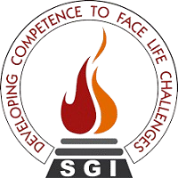 DEVELOPING COMPETENCE TO FACE LIFE CHALLENGES
SGI